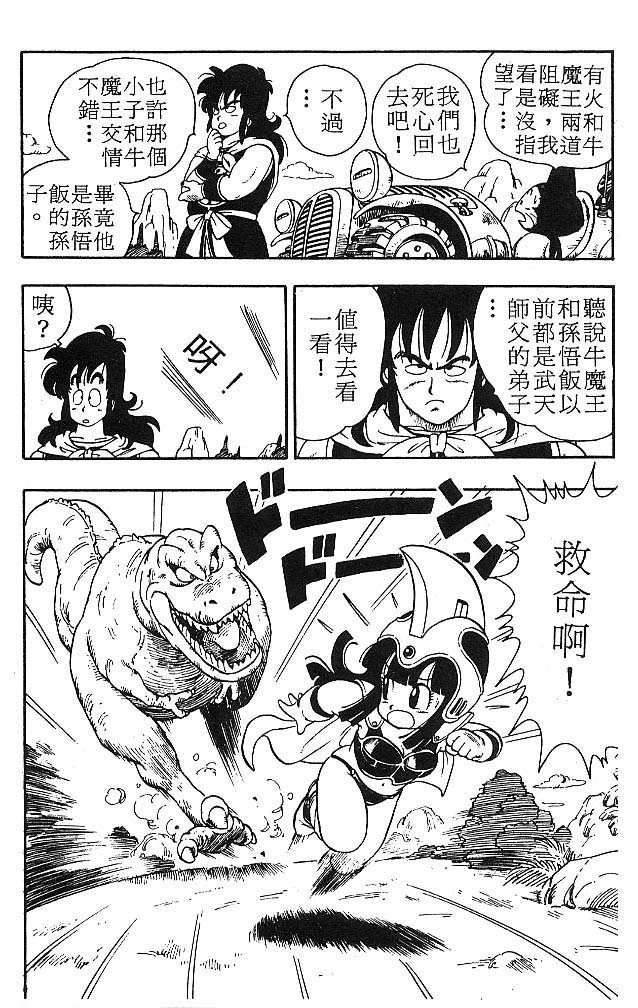 有火和牛
魔王兩道
阻礙，我
看是沒指
望了…
我們也
死心回
去吧！
不過
…
也許那個
小子和牛
魔王交情
不錯…
畢竟他
是孫悟
飯的孫
子。
聽說牛魔王
和孫悟飯以
前都是武天
師父的弟子
…
值得去看
一看！
呀！
咦？
ドーーン
ドーーン
救命啊！